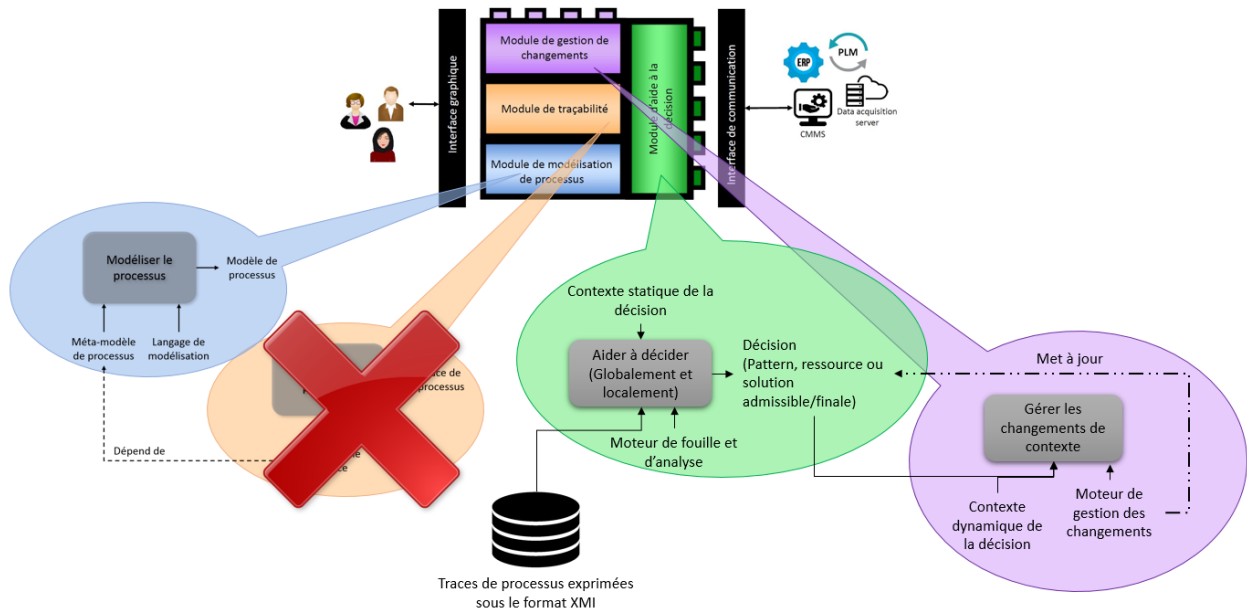 Interface graphique
Module de gestion de
changements
Module de traçabilité
Module de modélisation
de processus
Module d'aide à la
décision
Interface de communication
ERP
PLM
CMMS
Data acquisition
server
Modéliser le
processus
Modèle de
processus
Méta-modèle
de processus
Langage de
modélisation
Dépend de
de
processus
Contexte statique de la
décision
Aider à décider
(Globalement et
localement)
Décision
(Pattern, ressource ou
solution
admissible/finale)
Moteur de fouille et
d'analyse
Traces de processus exprimées
sous le format XMI
Met à jour
Gérer les
changements de
contexte
Contexte
dynamique de
la décision
Moteur de
gestion des
changements